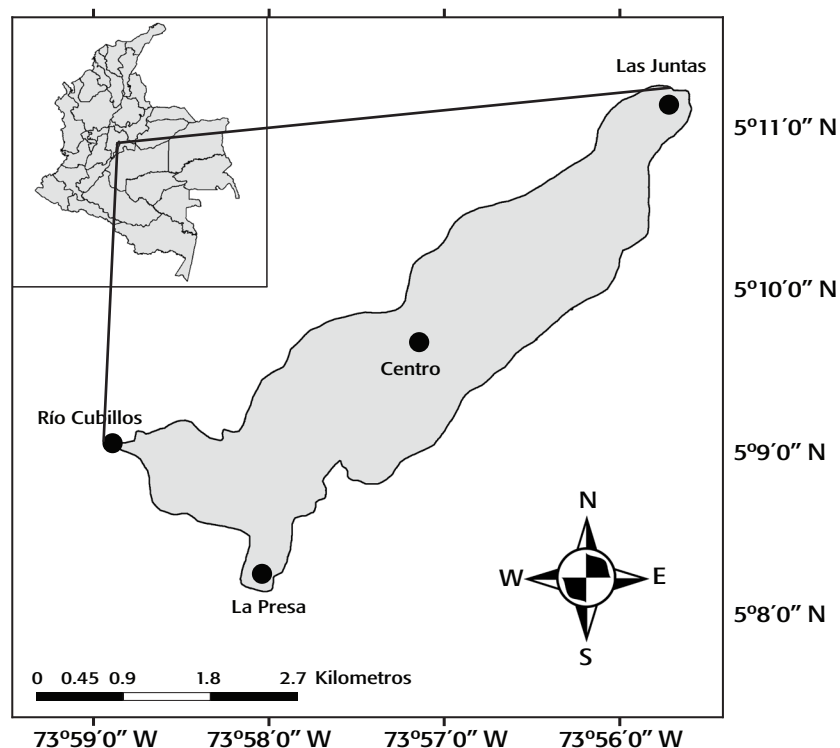 Las Juntas
5º11′0″ N
5º10′0″ N
Centro
Río Cubillos
5º9′0″ N
N
W E
S
La Presa
5º8′0″ N
0 0.45 0.9 1.8 2.7 Kilometros
73º59′0″ W 73º58′0″ W 73º57′0″ W 73º56′0″ W